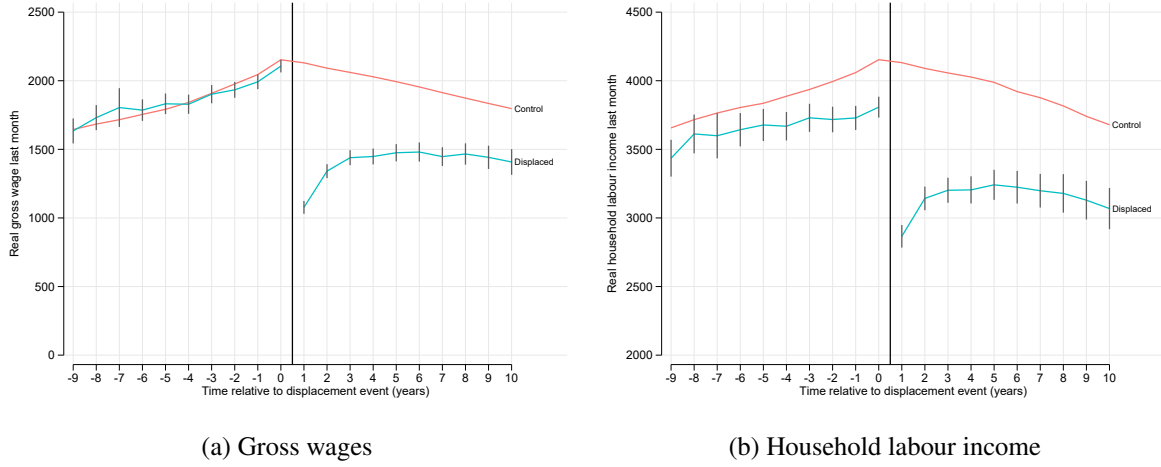 2500
2000
1500
1000
500
0
Real gross wage last month
Control
Displaced
-9 -8 -7 -6 -5 -4 -3 -2 -1 0 1 2 3 4 5 6 7 8 9 10
Time relative to displacement event (years)
(a) Gross wages
4500
4000
3500
3000
2500
2000
Real household labour income last month
Control
Displaced
-9 -8 -7 -6 -5 -4 -3 -2 -1 0 1 2 3 4 5 6 7 8 9 10
Time relative to displacement event (years)
(b) Household labour income